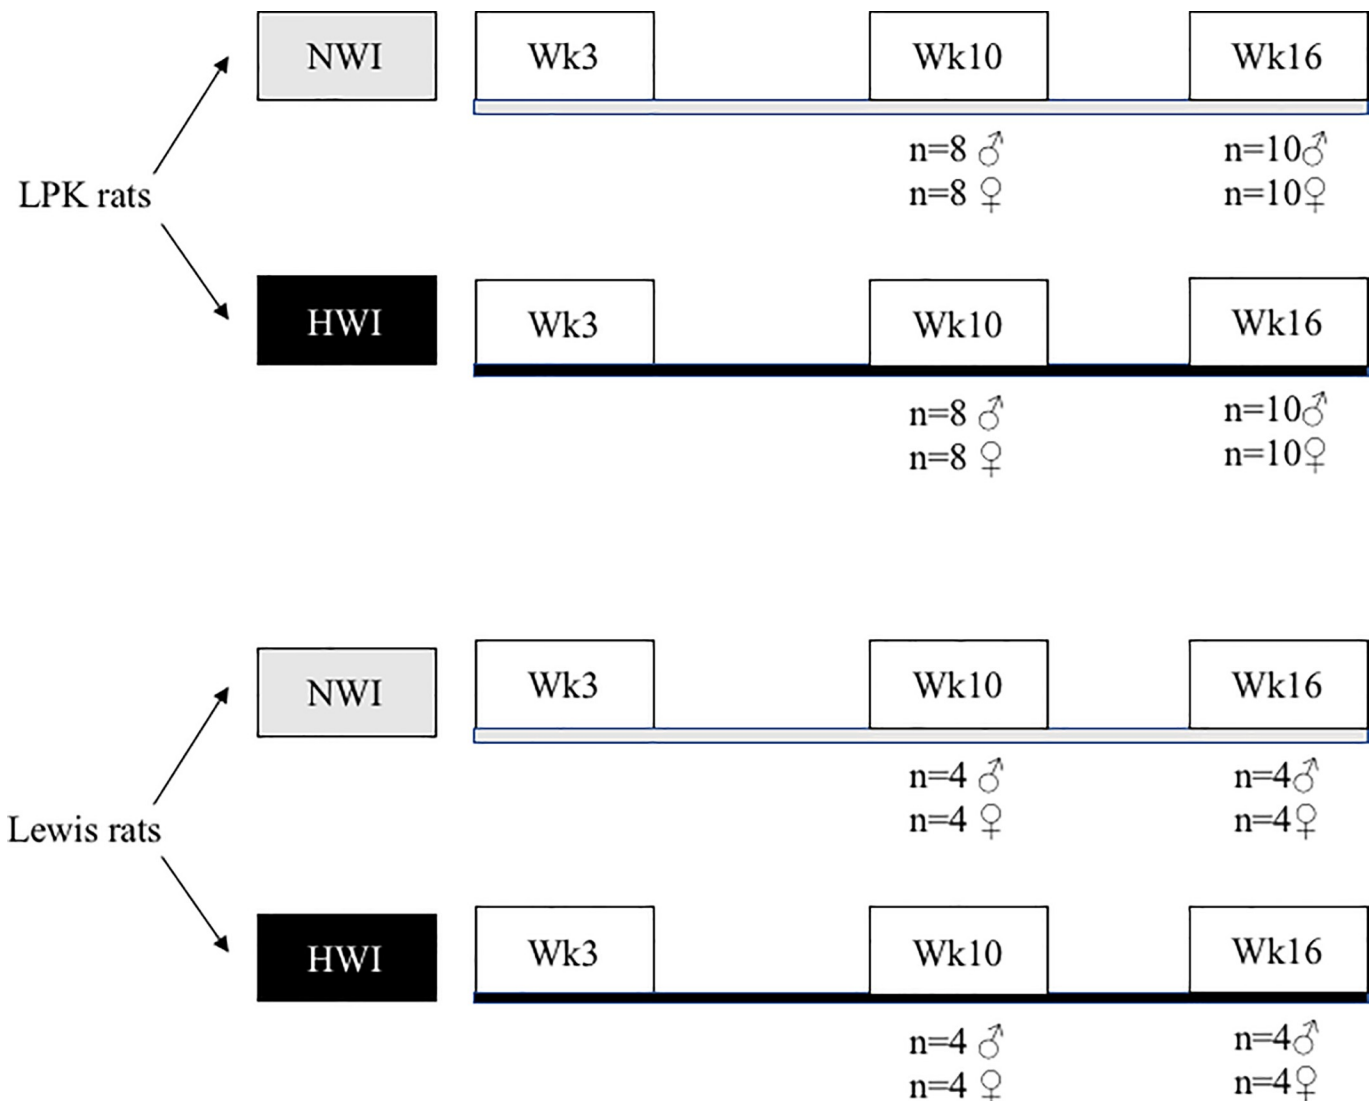 NWI
Wk3
Wk10
Wk16
n=8 ♂
n=10♂
n=8 ♀
n=10♀
LPK rats
HWI
Wk3
Wk10
Wk16
n=8 ♂
n=10♂
n=8 ♀
n=10♀
NWI
Wk3
Wk10
Wk16
n=4 ♂
n=4♂
n=4 ♀
n=4♀
Lewis rats
HWI
Wk3
Wk10
Wk16
n=4 ♂
n=4♂
n=4 ♀
n=4♀